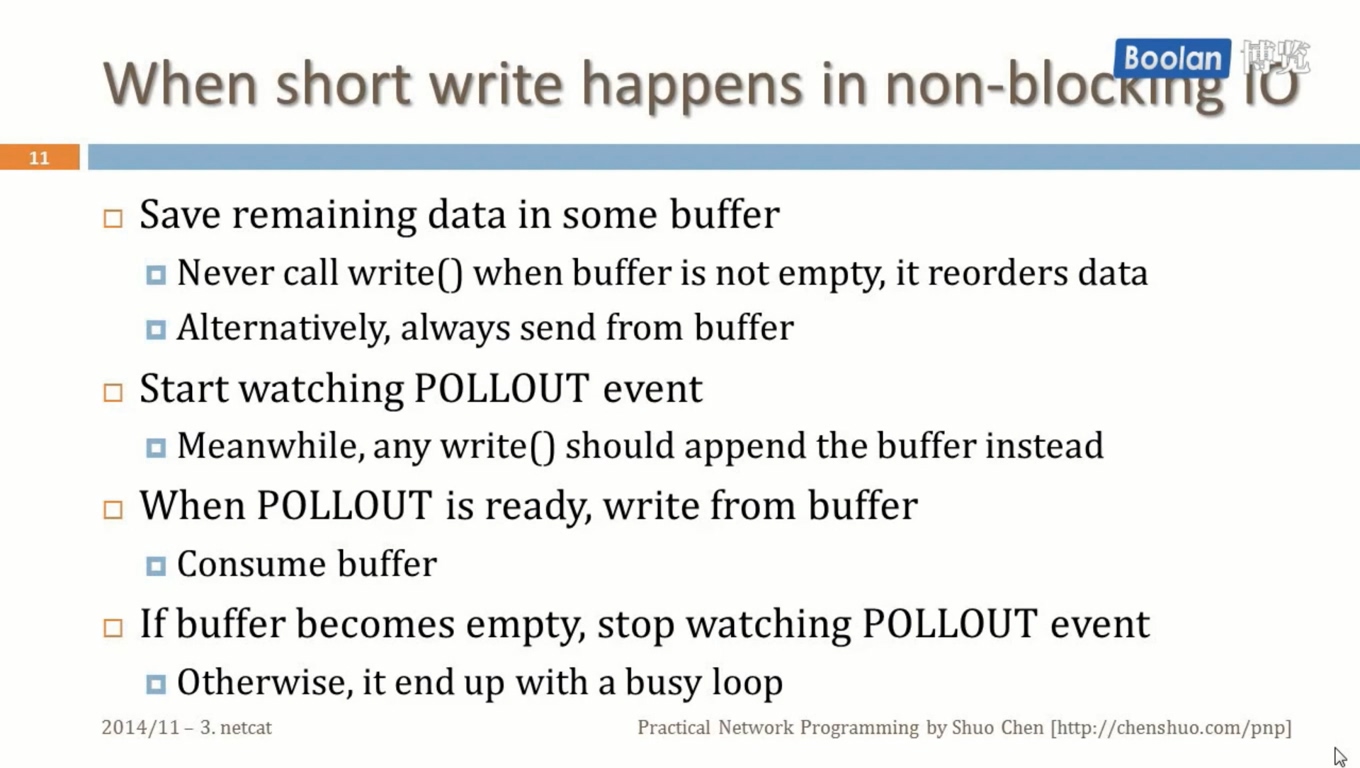 Boolan 博览
When short write happens in non-blocking IO
11
Save remaining data in some buffer
Never call write() when buffer is not empty, it reorders data
Alternatively, always send from buffer
Start watching POLLOUT event
Meanwhile, any write() should append the buffer instead
When POLLOUT is ready, write from buffer
Consume buffer
If buffer becomes empty, stop watching POLLOUT event
Otherwise, it end up with a busy loop
2014/11 – 3. netcat
Practical Network Programming by Shuo Chen [http://chenshuo.com/pnp]